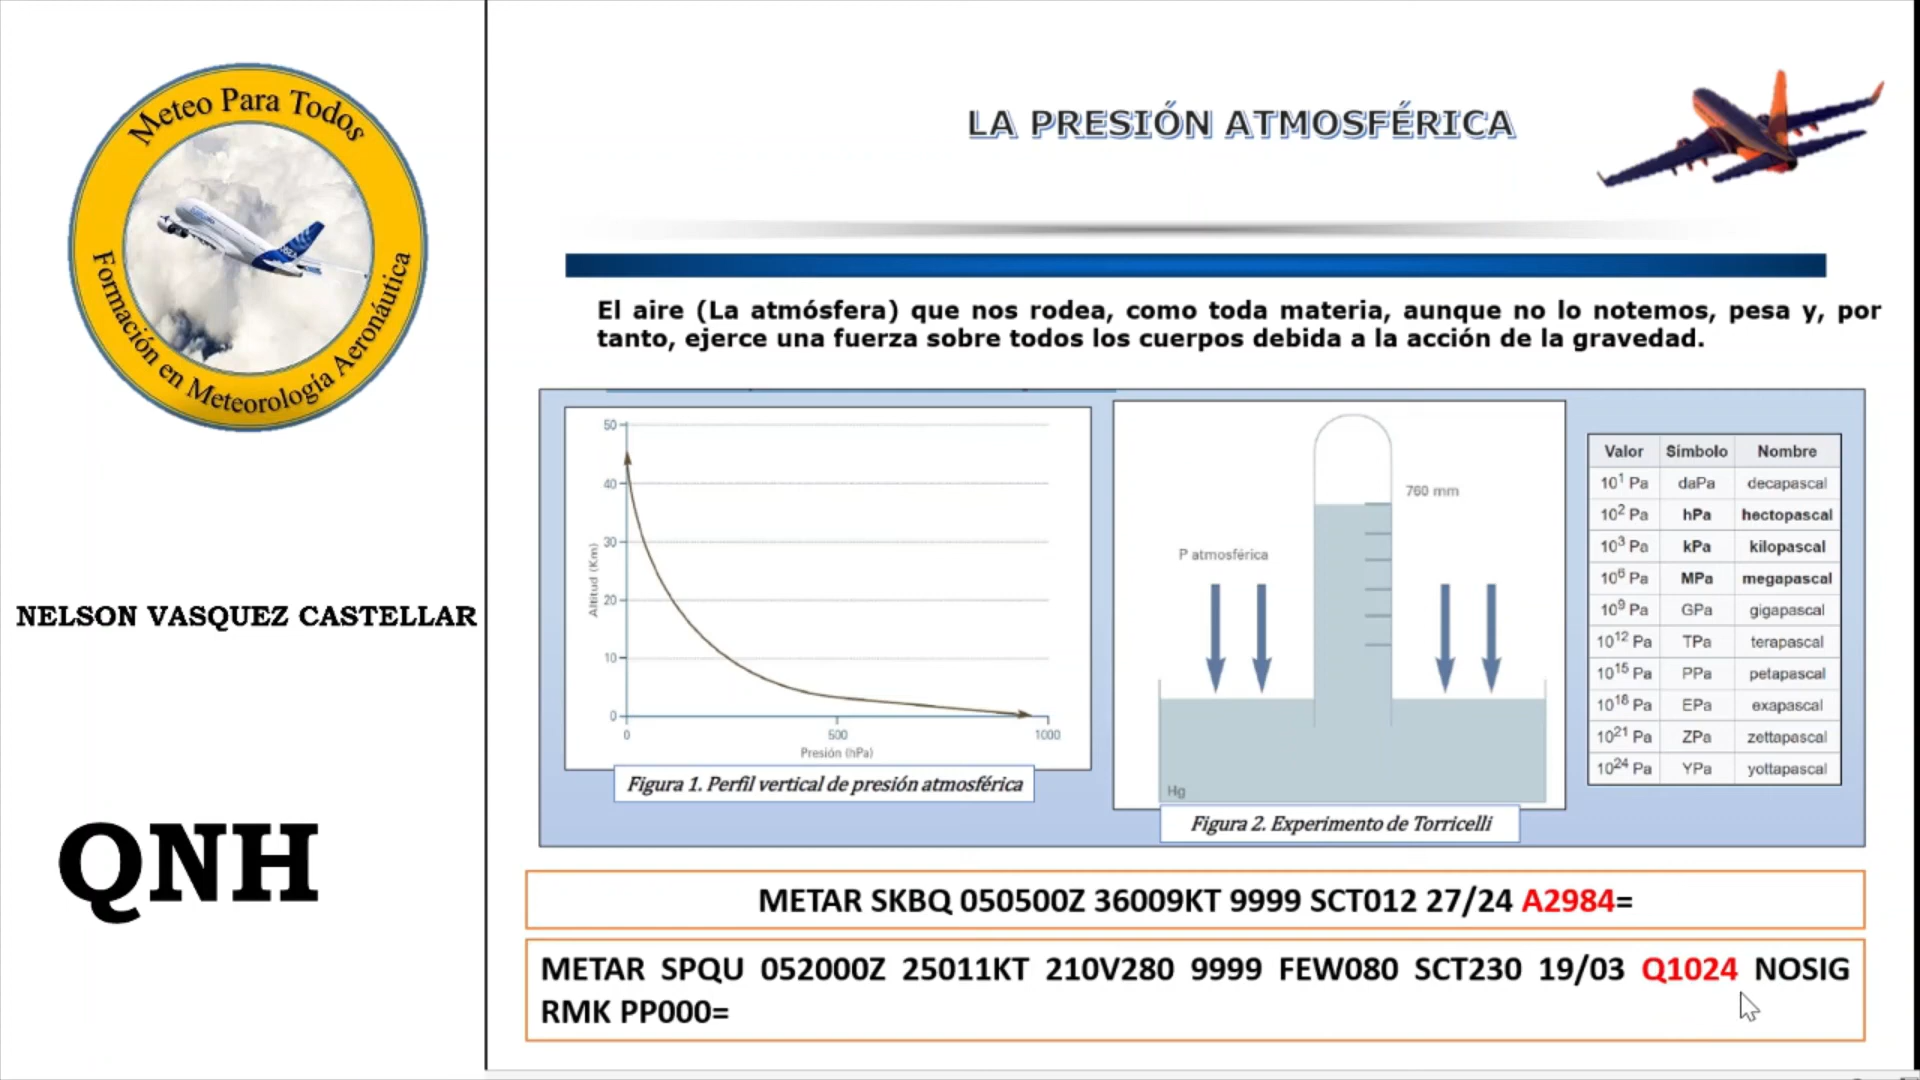 Meteo Para Todos
Formación en Meteorología Aeronáutica
NELSON VASQUEZ CASTELLAR
QNH
LA PRESIÓN ATMOSFÉRICA
El aire (La atmósfera) que nos rodea, como toda materia, aunque no lo notemos, pesa y, por
tanto, ejerce una fuerza sobre todos los cuerpos debida a la acción de la gravedad.
50
40
30
20
10
0
Altitud (Km)
0 500 1000
Presión (hPa)
Figura 1. Perfil vertical de presión atmosférica
760 mm
P atmosférica
Hg
Figura 2. Experimento de Torricelli
Valor Símbolo Nombre
10¹ Pa daPa decapascal
10² Pa hPa hectopascal
10³ Pa kPa kilopascal
10⁶ Pa MPa megapascal
10⁹ Pa GPa gigapascal
10¹² Pa TPa terapascal
10¹⁵ Pa PPa petapascal
10¹⁸ Pa EPa exapascal
10²¹ Pa ZPa zettapascal
10²⁴ Pa YPa yottapascal
METAR SKBQ 050500Z 36009KT 9999 SCT012 27/24 A2984=
METAR SPQU 052000Z 25011KT 210V280 9999 FEW080 SCT230 19/03 Q1024 NOSIG
RMK PP000=